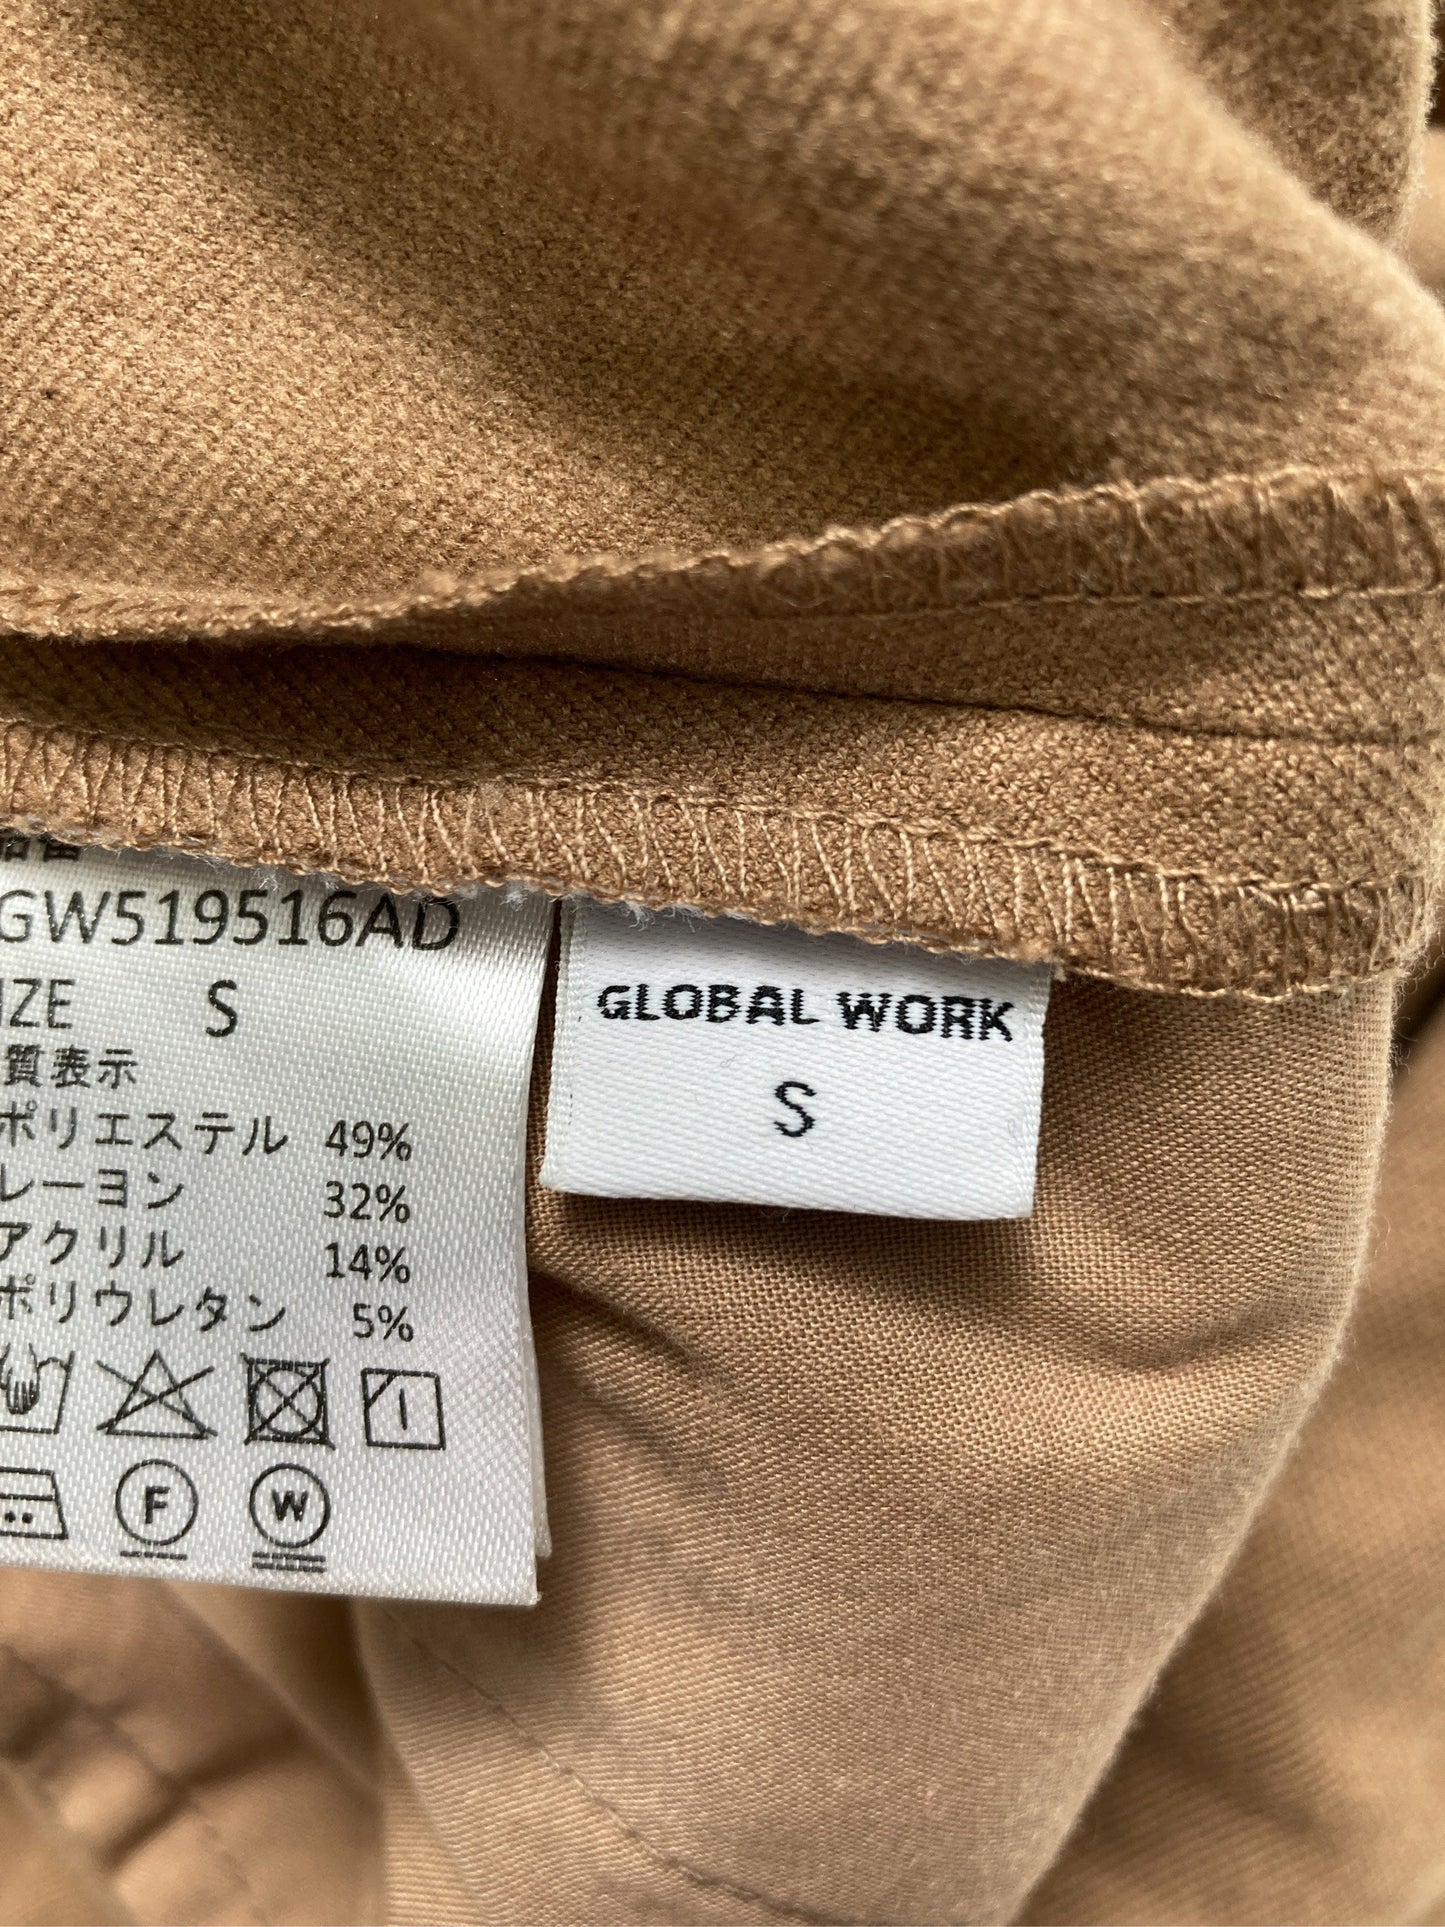 GW519516AD
SIZE S
質表示
ポリエステル 49%
レーヨン 32%
アクリル 14%
ポリウレタン 5%
F
W
GLOBAL WORK
S